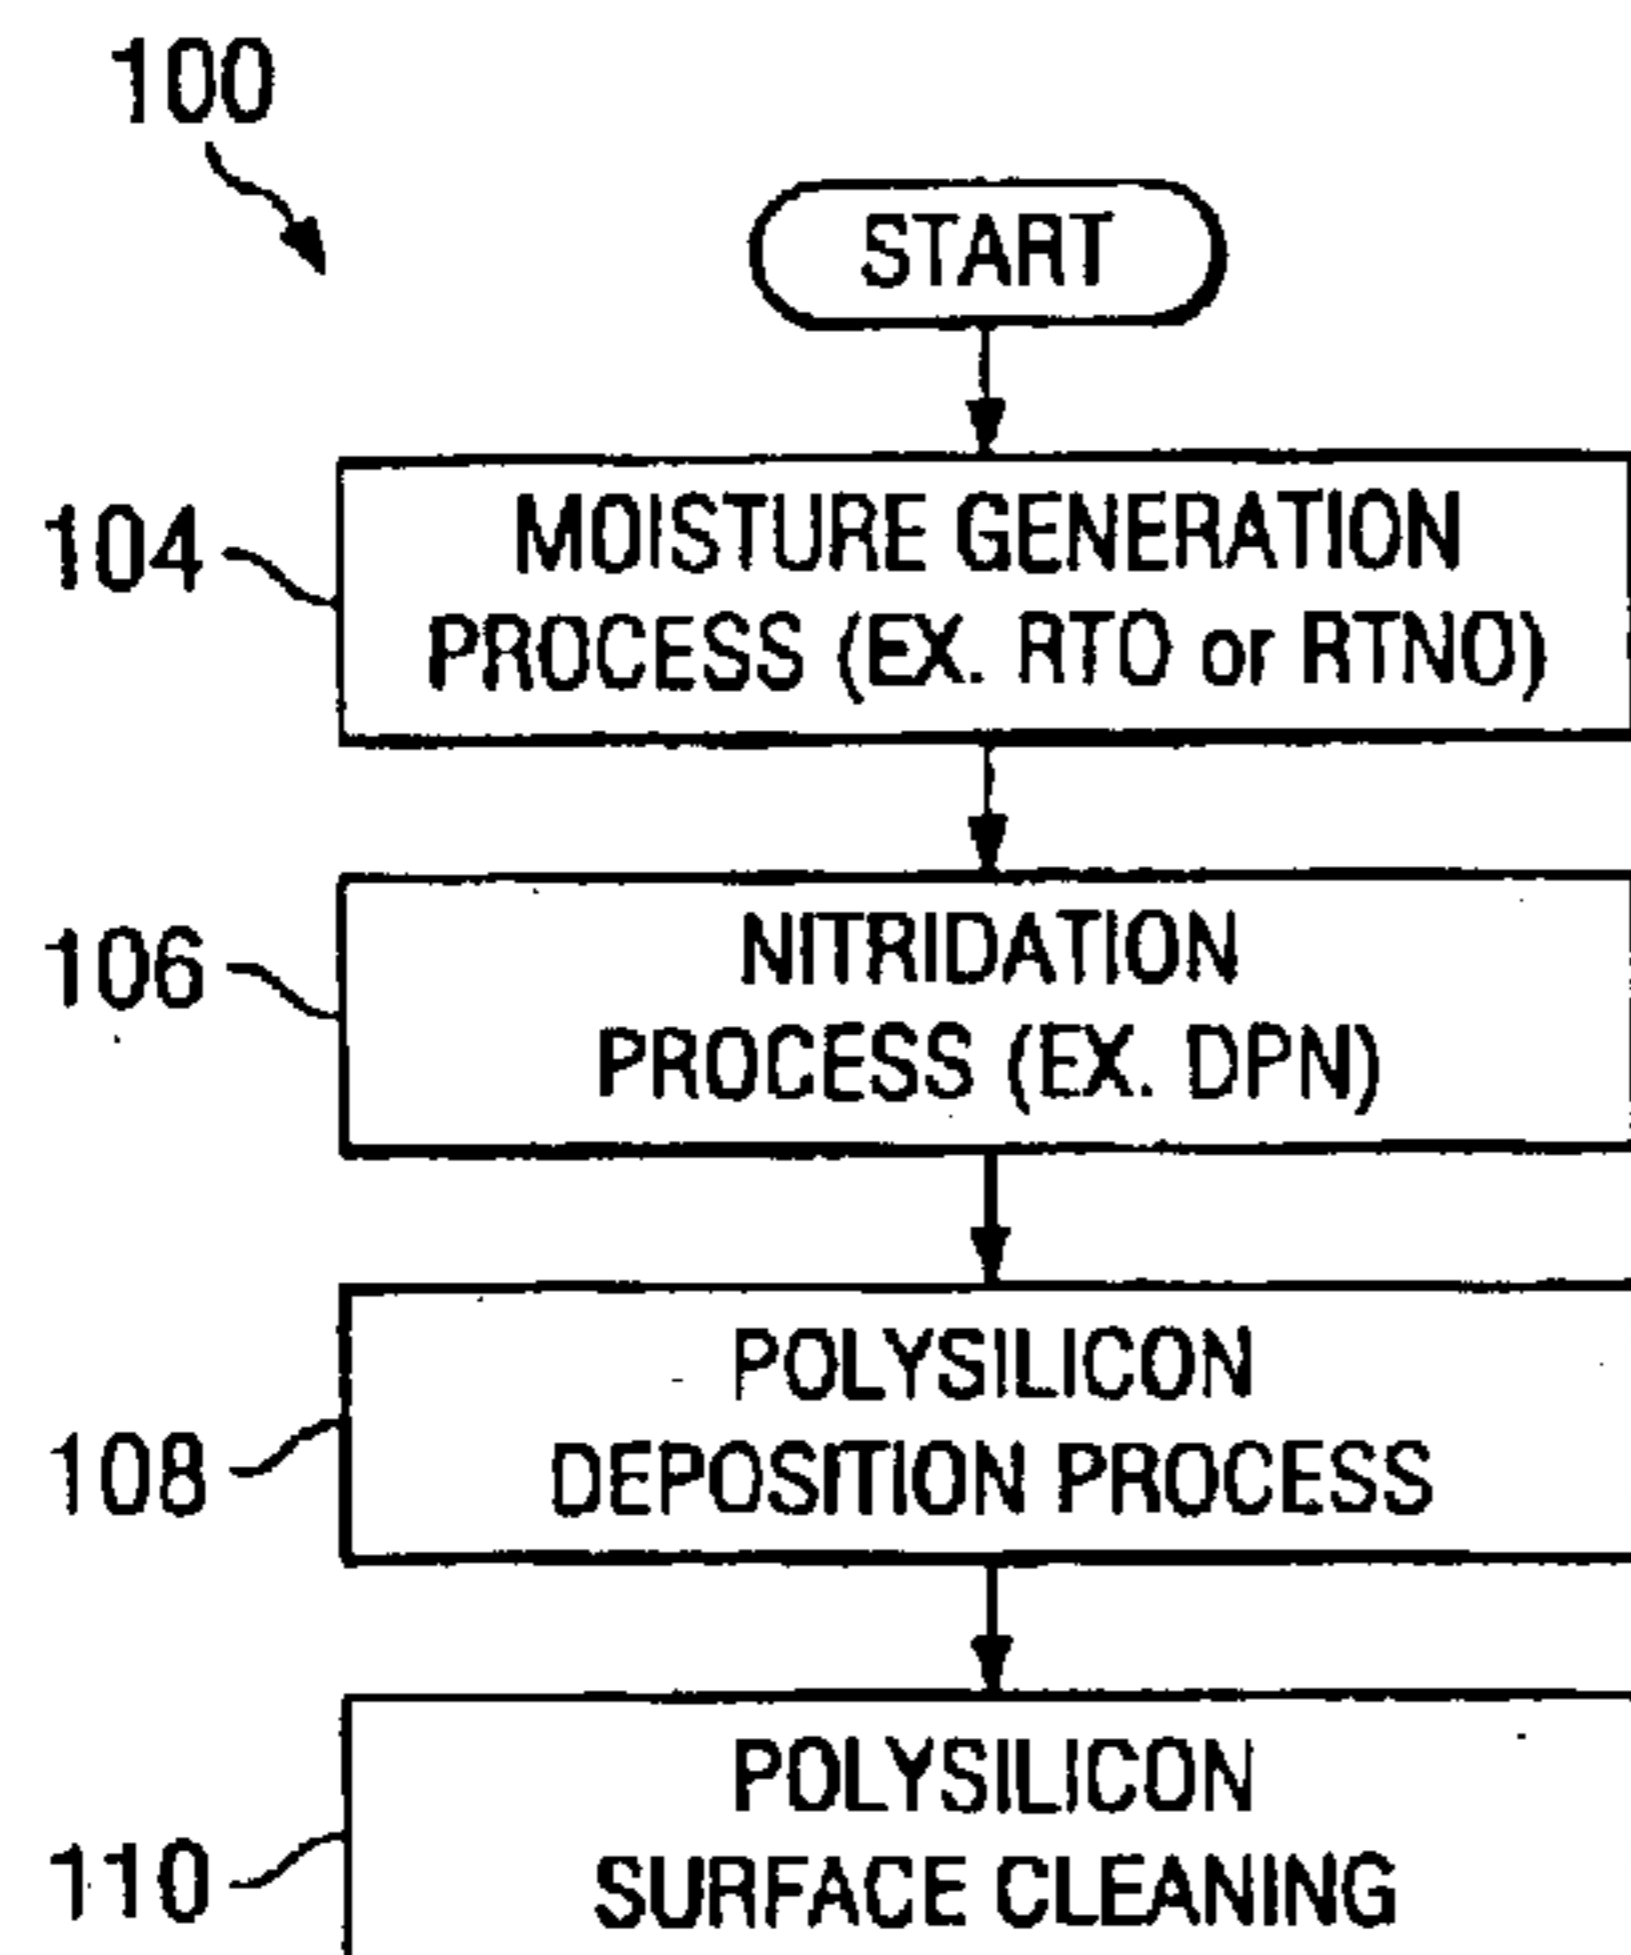 100
START
104
MOISTURE GENERATION
PROCESS (EX. RTO or RTNO)
106
NITRIDATION
PROCESS (EX. DPN)
108
POLYSILICON
DEPOSITION PROCESS
110
POLYSILICON
SURFACE CLEANING